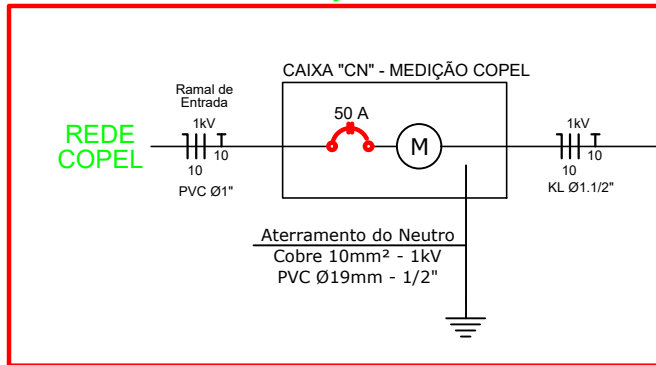 CAIXA "CN" - MEDIÇÃO COPEL
Ramal de
Entrada
1kV
10
10
PVC Ø1"
REDE
COPEL
50 A
M
1kV
10
10
KL Ø1.1/2"
Aterramento do Neutro
Cobre 10mm² - 1kV
PVC Ø19mm - 1/2"